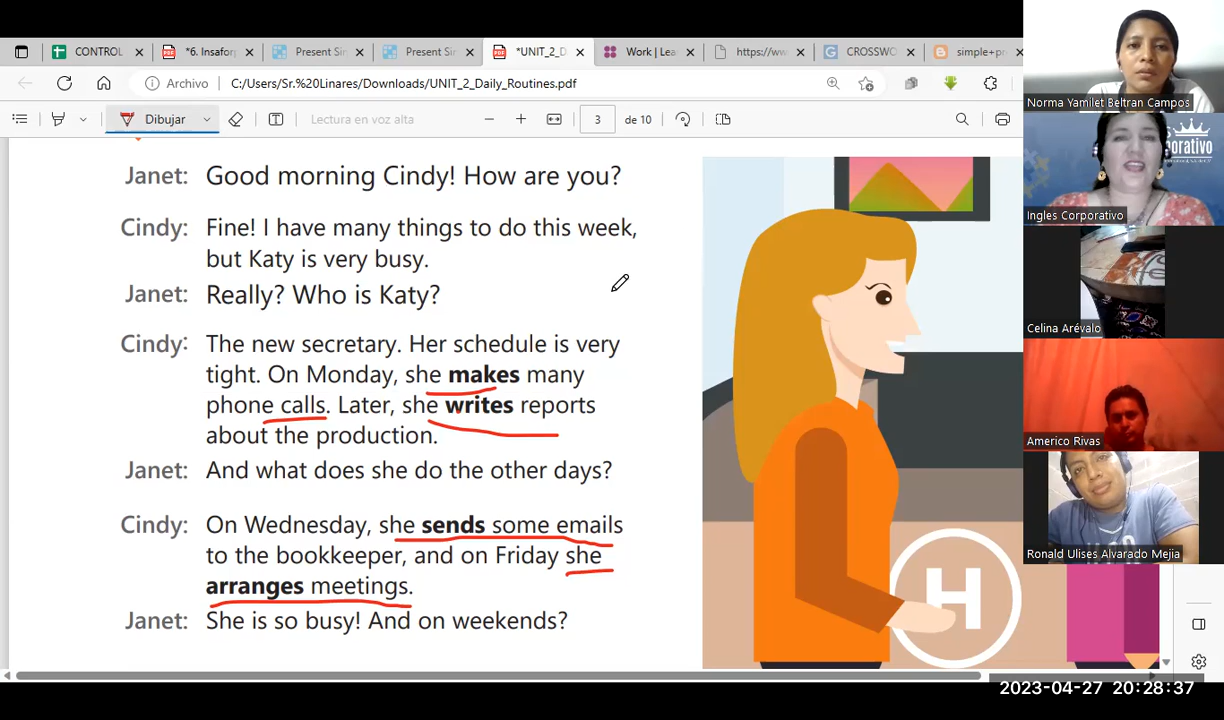 CONTROL
*6. Insafor
Present Sin
Present Sin
*UNIT_2_D
Work | Lea
https://ww
CROSSWO
simple+pr
Archivo
C:/Users/Sr.%20Linares/Downloads/UNIT_2_Daily_Routines.pdf
Dibujar
Lectura en voz alta
3
de 10
Janet: Good morning Cindy! How are you?
Cindy: Fine! I have many things to do this week,
but Katy is very busy.
Janet: Really? Who is Katy?
Cindy: The new secretary. Her schedule is very
tight. On Monday, she makes many
phone calls. Later, she writes reports
about the production.
Janet: And what does she do the other days?
Cindy: On Wednesday, she sends some emails
to the bookkeeper, and on Friday she
arranges meetings.
Janet: She is so busy! And on weekends?
H
Norma Yamilet Beltran Campos
porativo
Ingles Corporativo
Celina Arévalo
Americo Rivas
Ronald Ulises Alvarado Mejia
2023-04-27 20:28:37